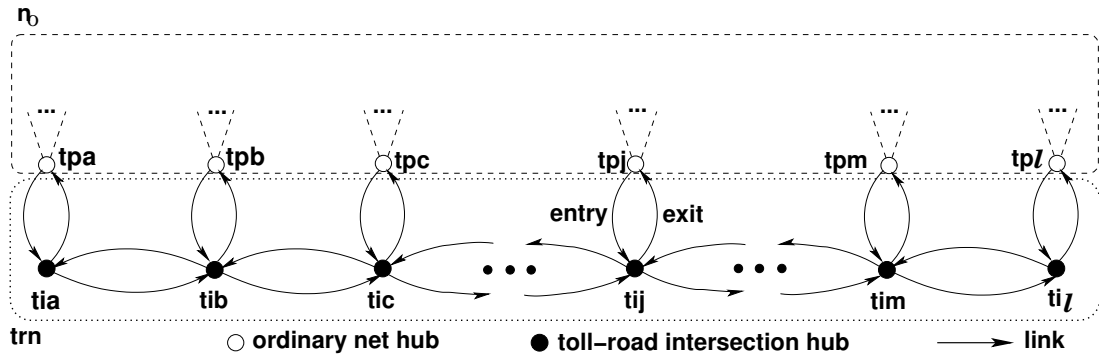 n₀
... ... ... ... ... ...
tpa tpb tpc tpj tpm tpl
entry exit
... ...
tia tib tic tij tim til
trn
ordinary net hub toll−road intersection hub link